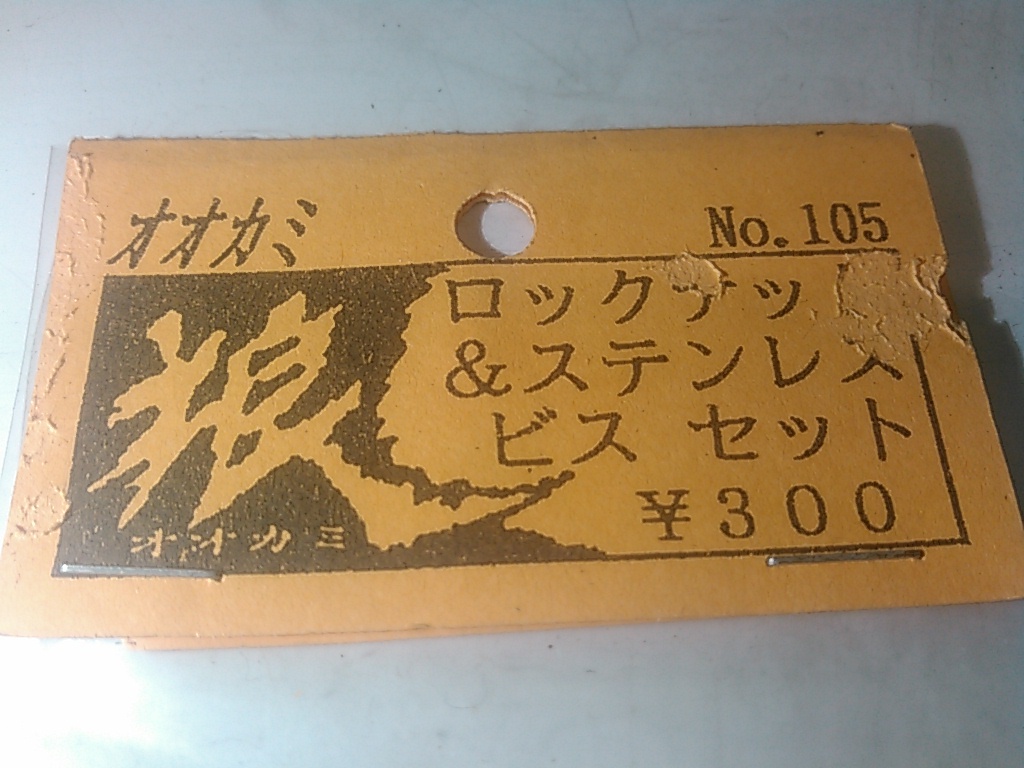 オオカミ
No.105
狼
オオカミ
ロックナッ
&ステンレス
ビス セット
¥300